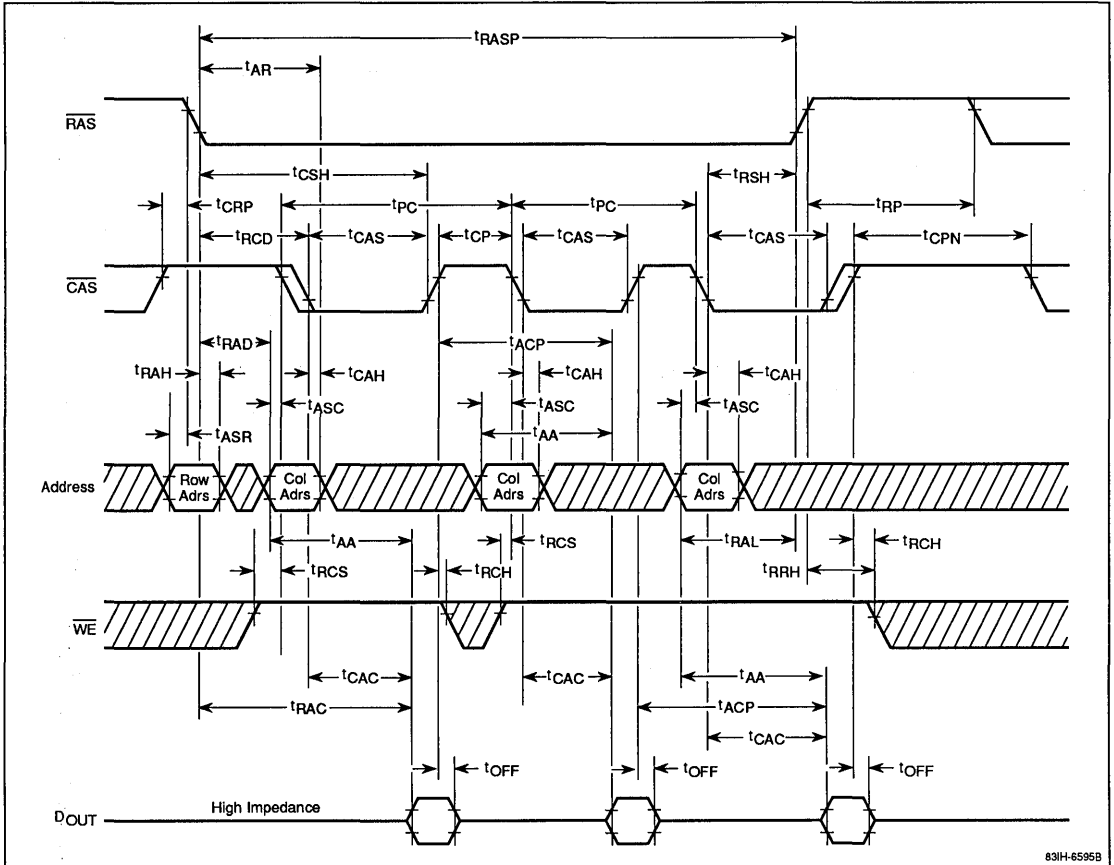 tRASP
tAR
RAS
tCSH
tRSH
tCRP
tPC
tPC
tRP
tRCD
tCAS
tCP
tCAS
tCAS
tCPN
CAS
tRAD
tACP
tRAH
tCAH
tCAH
tCAH
tASC
tASC
tASC
tASR
tAA
Address
Row Adrs
Col Adrs
Col Adrs
Col Adrs
tAA
tRCS
tRAL
tRCH
tRCS
tRCH
tRRH
WE
tCAC
tCAC
tAA
tRAC
tACP
tCAC
tOFF
tOFF
tOFF
High Impedance
DOUT
83IH-6595B